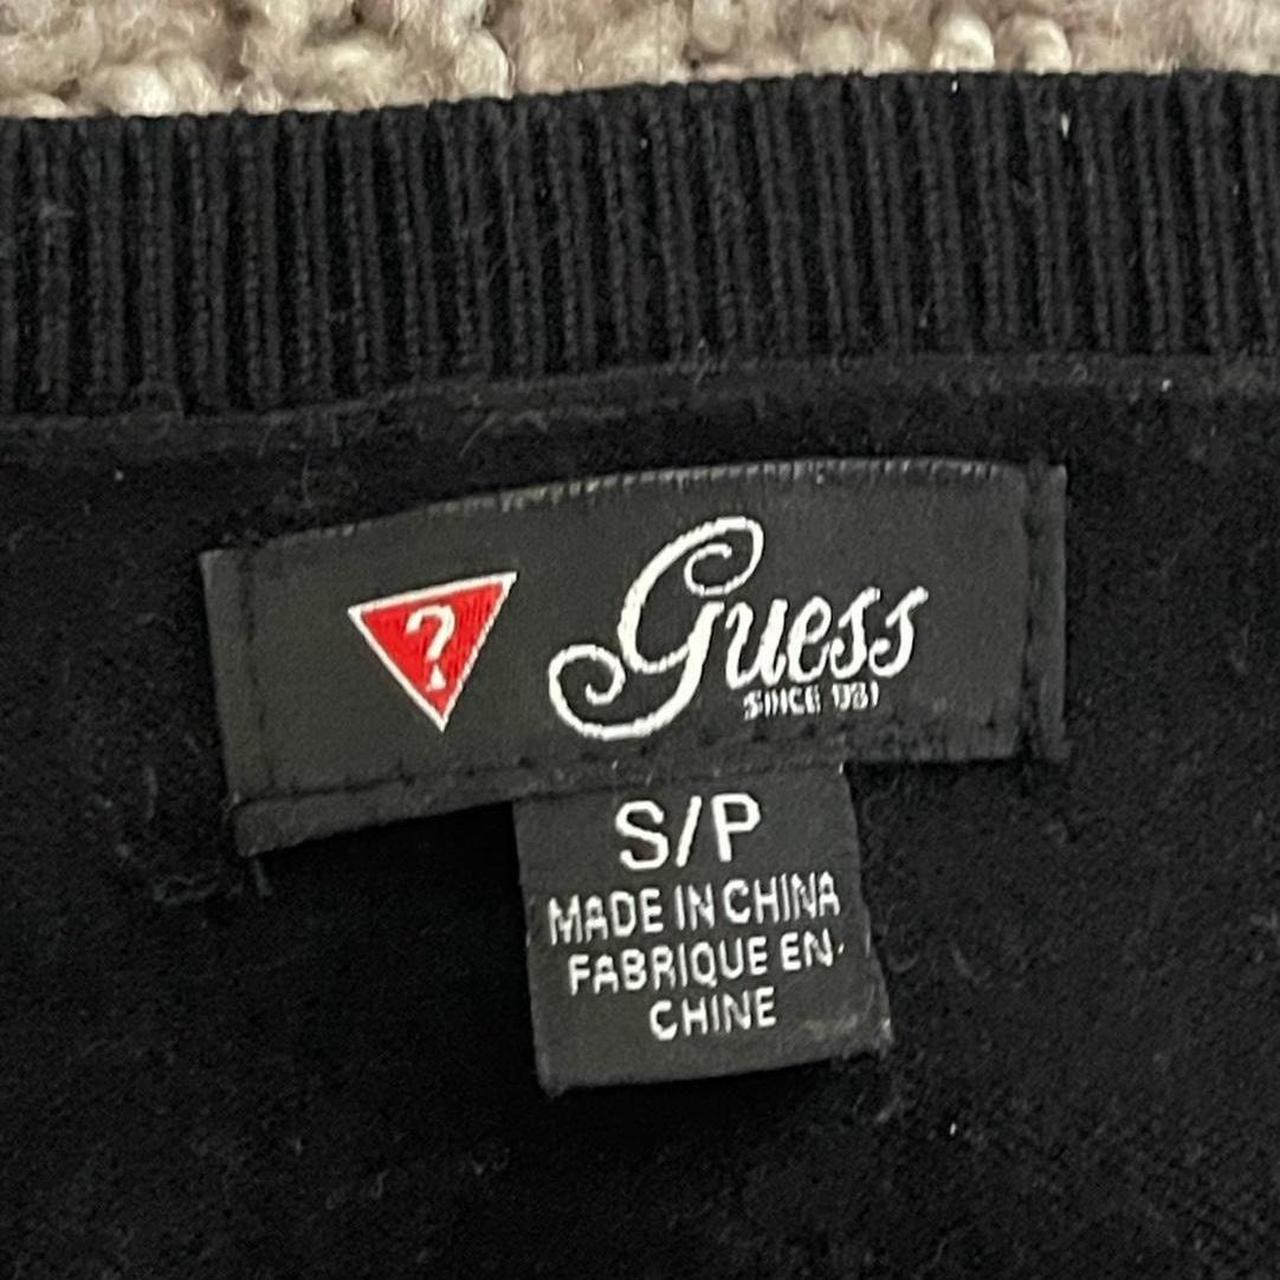 ?
Guess
SINCE 1981
S/P
MADE IN CHINA
FABRIQUE EN
CHINE